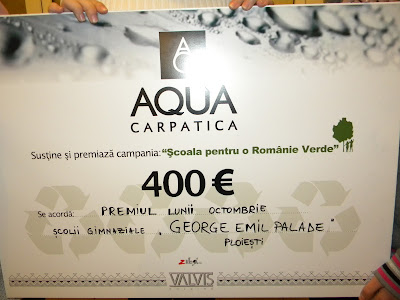 AC
AQUA
CARPATICA
Susține și premiază campania: "Școala pentru o Românie Verde"
400 €
Se acordă: PREMIUL LUNII OCTOMBRIE
ȘCOLII GIMNAZIALE „GEORGE EMIL PALADE"
PLOIEȘTI
VALVIS